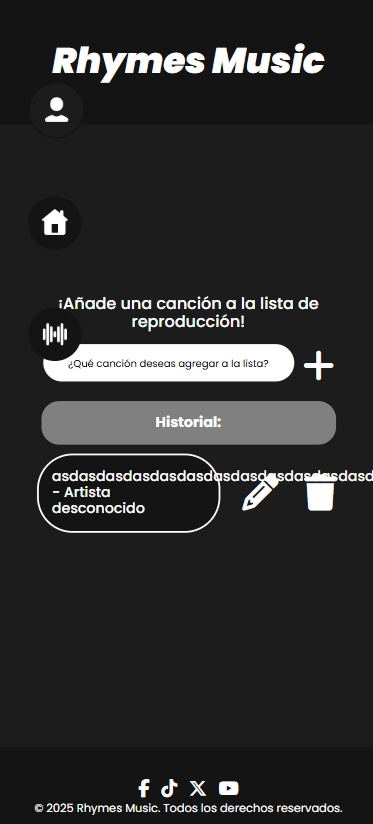 Rhymes Music
¡Añade una canción a la lista de
reproducción!
¿Qué canción deseas agregar a la lista?
Historial:
asdasdasdasdasdasdasdasdasdasdasdasdasd
- Artista
desconocido
© 2025 Rhymes Music. Todos los derechos reservados.